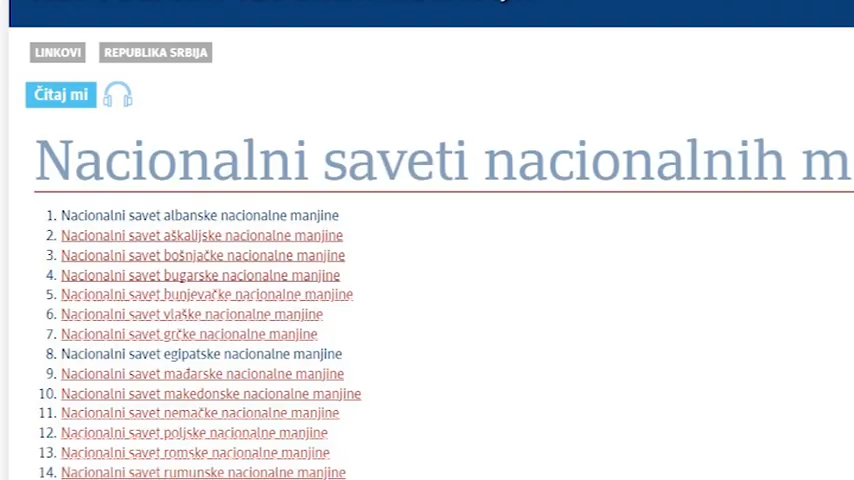 LINKOVI REPUBLIKA SRBIJA
Čitaj mi
Nacionalni saveti nacionalnih m
1. Nacionalni savet albanske nacionalne manjine
2. Nacionalni savet aškalijske nacionalne manjine
3. Nacionalni savet bošnjačke nacionalne manjine
4. Nacionalni savet bugarske nacionalne manjine
5. Nacionalni savet bunjevačke nacionalne manjine
6. Nacionalni savet vlaške nacionalne manjine
7. Nacionalni savet grčke nacionalne manjine
8. Nacionalni savet egipatske nacionalne manjine
9. Nacionalni savet mađarske nacionalne manjine
10. Nacionalni savet makedonske nacionalne manjine
11. Nacionalni savet nemačke nacionalne manjine
12. Nacionalni savet poljske nacionalne manjine
13. Nacionalni savet romske nacionalne manjine
14. Nacionalni savet rumunske nacionalne manjine